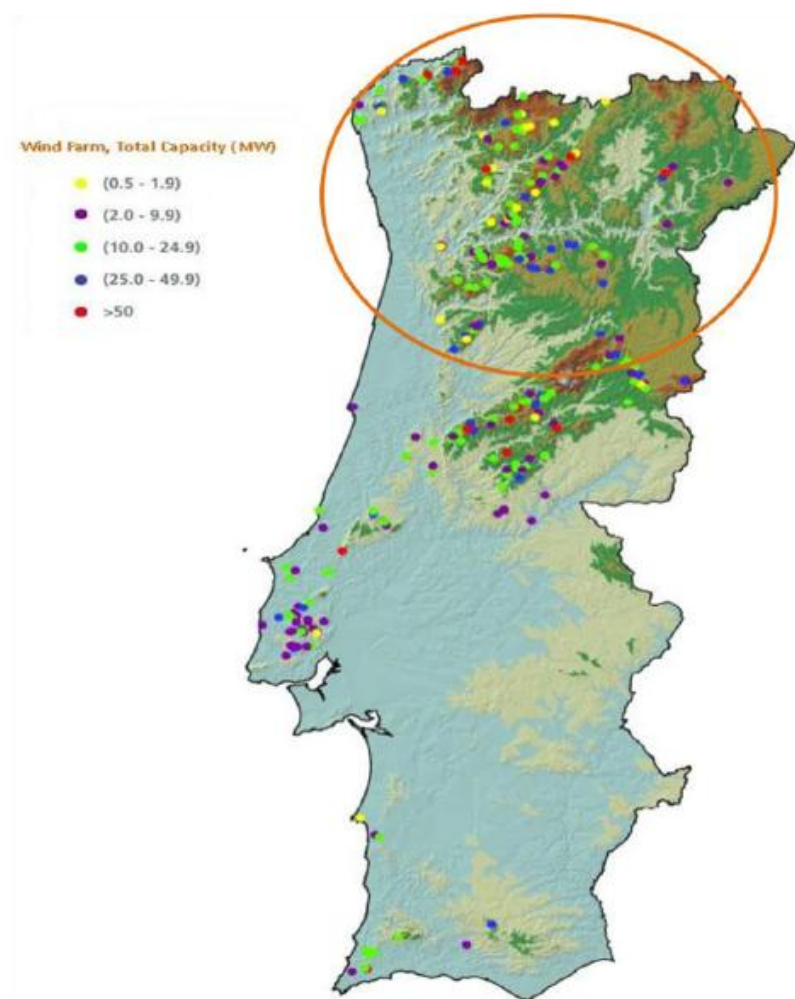 Wind Farm, Total Capacity (MW)
(0.5 - 1.9)
(2.0 - 9.9)
(10.0 - 24.9)
(25.0 - 49.9)
>50